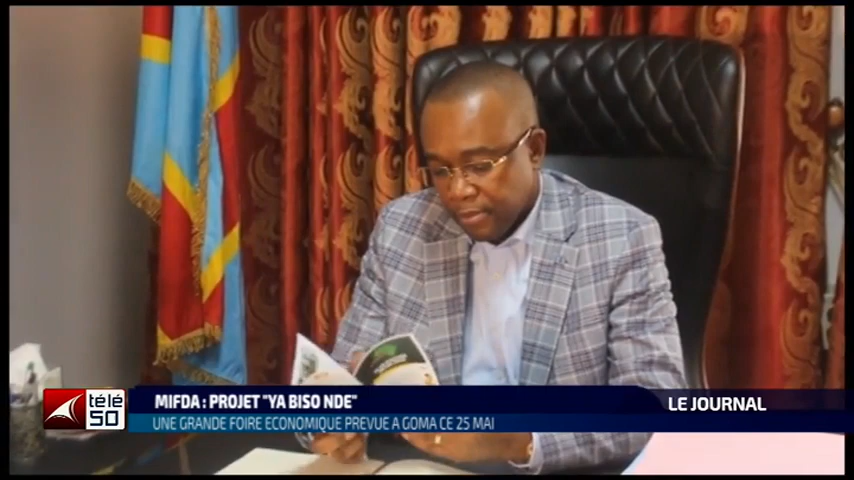 MIFDA : PROJET "YA BISO NDE"
LE JOURNAL
télé
50
UNE GRANDE FOIRE ECONOMIQUE PREVUE A GOMA CE 25 MAI